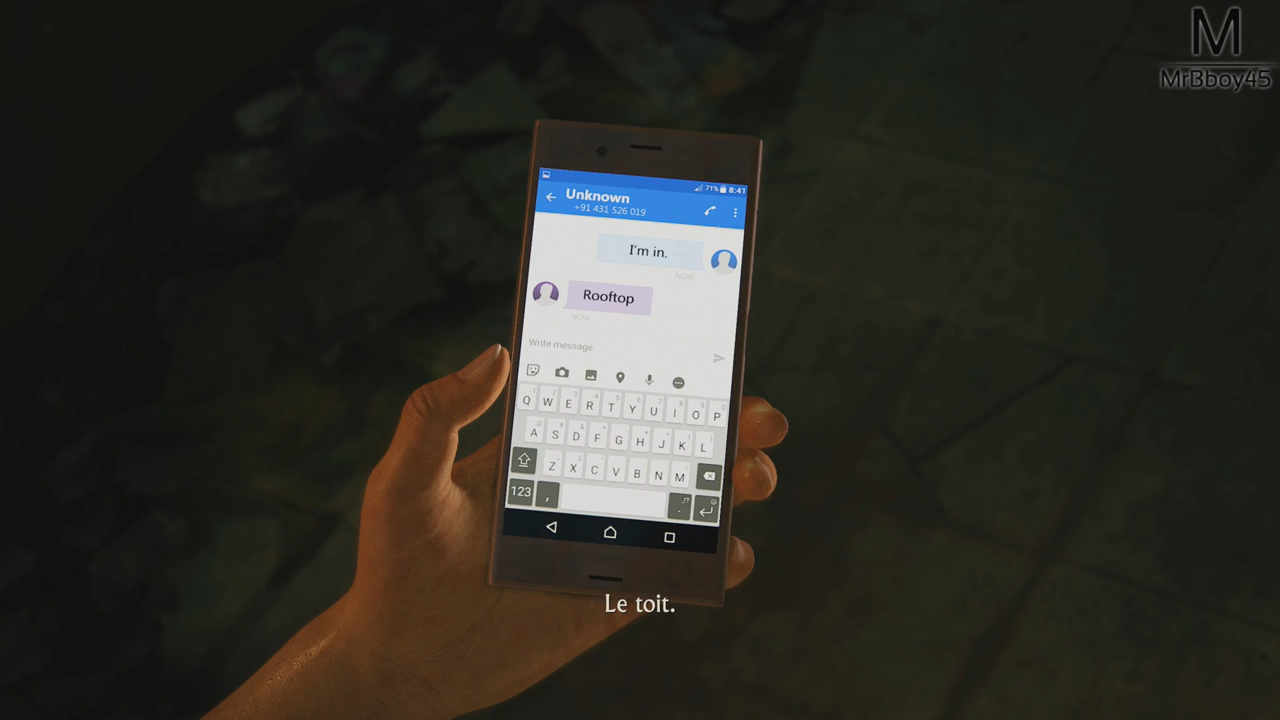 M
MrBboy45
71% 8:41
Unknown
+91 431 526 019
I'm in.
NOW
Rooftop
NOW
Write message
Q W E R T Y U I O P
A S D F G H J K L
Z X C V B N M
123 , .
Le toit.